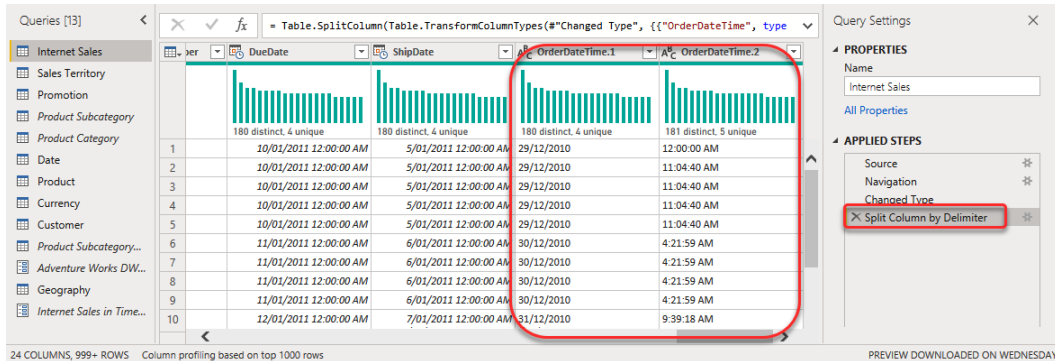 Queries [13]
Internet Sales
Sales Territory
Promotion
Product Subcategory
Product Category
Date
Product
Currency
Customer
Product Subcategory...
Adventure Works DW...
Geography
Internet Sales in Time...
fx = Table.SplitColumn(Table.TransformColumnTypes(#"Changed Type", {{"OrderDateTime", type
ber DueDate ShipDate ABC OrderDateTime.1 ABC OrderDateTime.2
180 distinct, 4 unique 180 distinct, 4 unique 180 distinct, 4 unique 181 distinct, 5 unique
1 10/01/2011 12:00:00 AM 5/01/2011 12:00:00 AM 29/12/2010 12:00:00 AM
2 10/01/2011 12:00:00 AM 5/01/2011 12:00:00 AM 29/12/2010 11:04:40 AM
3 10/01/2011 12:00:00 AM 5/01/2011 12:00:00 AM 29/12/2010 11:04:40 AM
4 10/01/2011 12:00:00 AM 5/01/2011 12:00:00 AM 29/12/2010 11:04:40 AM
5 10/01/2011 12:00:00 AM 5/01/2011 12:00:00 AM 29/12/2010 11:04:40 AM
6 11/01/2011 12:00:00 AM 6/01/2011 12:00:00 AM 30/12/2010 4:21:59 AM
7 11/01/2011 12:00:00 AM 6/01/2011 12:00:00 AM 30/12/2010 4:21:59 AM
8 11/01/2011 12:00:00 AM 6/01/2011 12:00:00 AM 30/12/2010 4:21:59 AM
9 11/01/2011 12:00:00 AM 6/01/2011 12:00:00 AM 30/12/2010 4:21:59 AM
10 12/01/2011 12:00:00 AM 7/01/2011 12:00:00 AM 31/12/2010 9:39:18 AM
Query Settings
PROPERTIES
Name
Internet Sales
All Properties
APPLIED STEPS
Source
Navigation
Changed Type
Split Column by Delimiter
24 COLUMNS, 999+ ROWS Column profiling based on top 1000 rows
PREVIEW DOWNLOADED ON WEDNESDAY